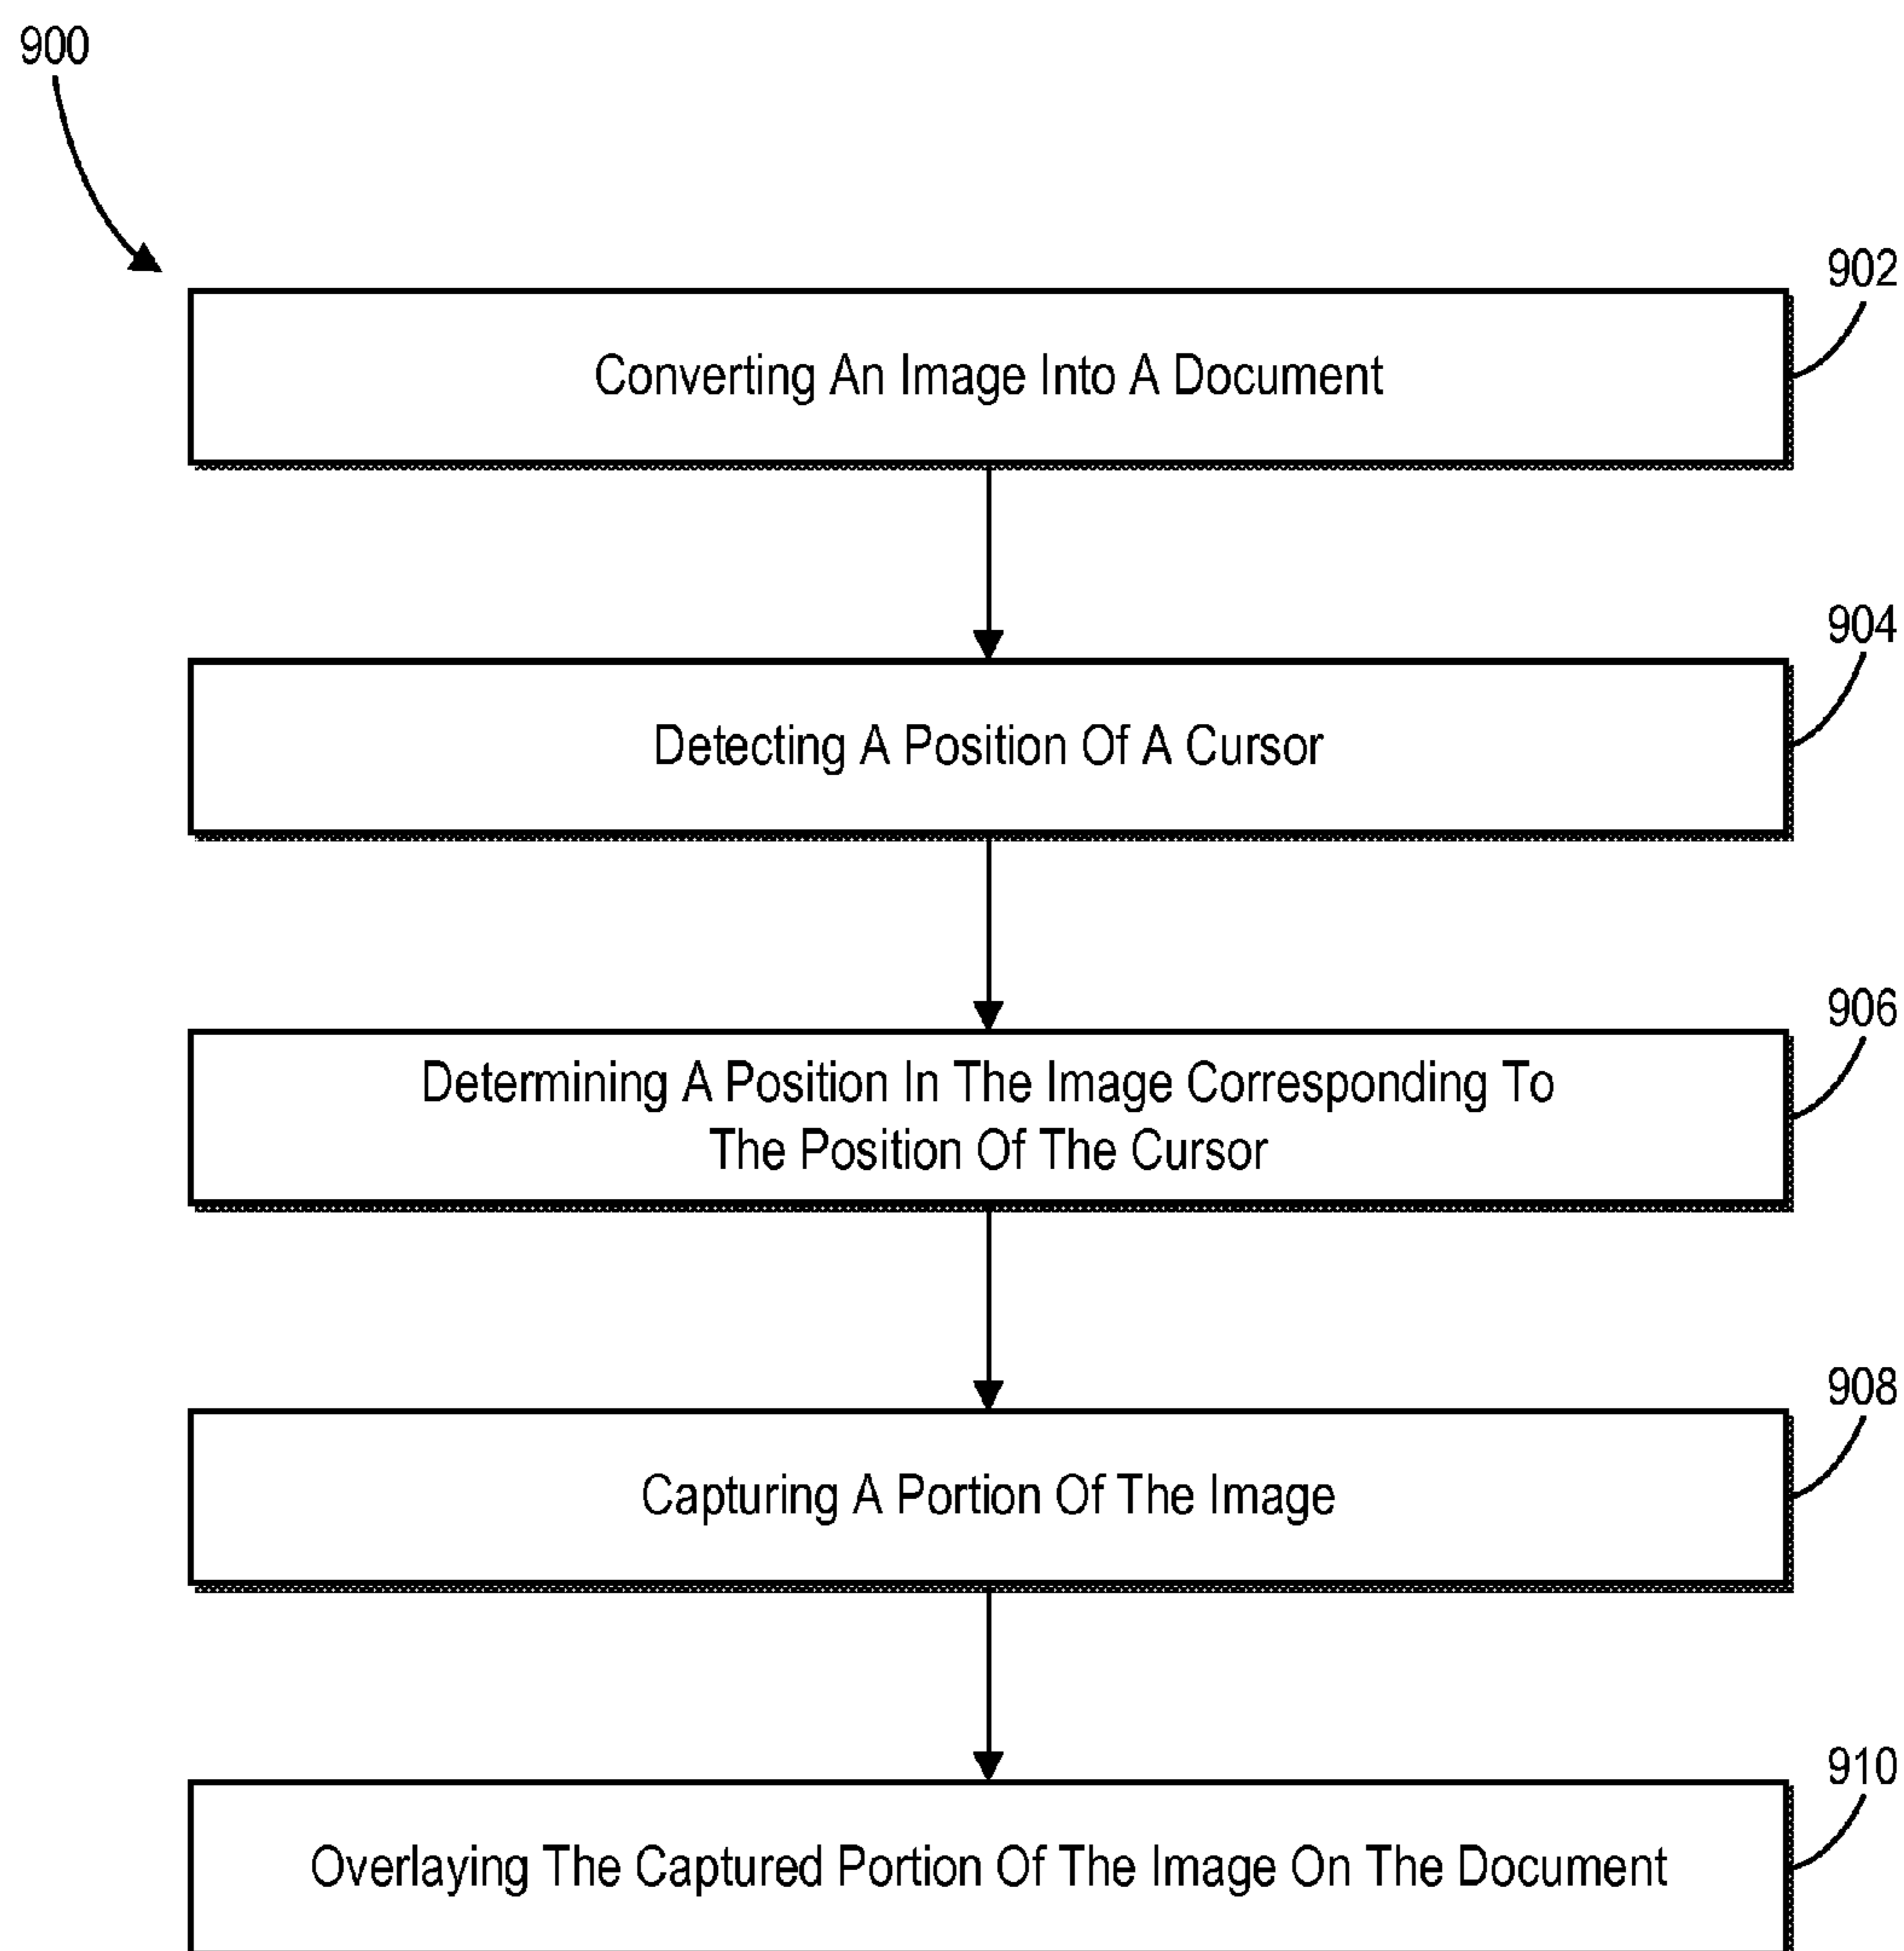 900
902
Converting An Image Into A Document
904
Detecting A Position Of A Cursor
906
Determining A Position In The Image Corresponding To
The Position Of The Cursor
908
Capturing A Portion Of The Image
910
Overlaying The Captured Portion Of The Image On The Document